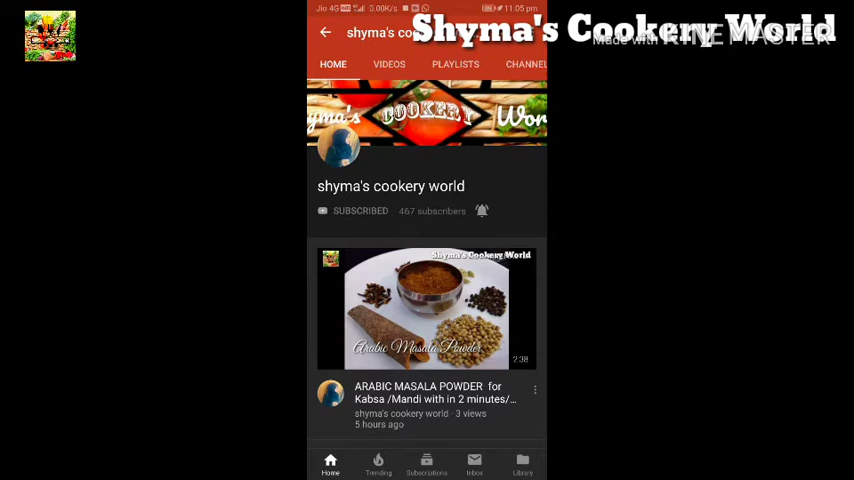 Jio 4G 0.00K/s 11:05 pm
Shyma's Cookery World
Made with KINEMASTER
shyma's co
HOME VIDEOS PLAYLISTS CHANNEL
yma's COOKERY Wor
shyma's cookery world
SUBSCRIBED 467 subscribers
Shyma's Cookery World
Arabic Masala Powder
2:38
ARABIC MASALA POWDER for
Kabsa /Mandi with in 2 minutes/...
shyma's cookery world · 3 views
5 hours ago
Home Trending Subscriptions Inbox Library